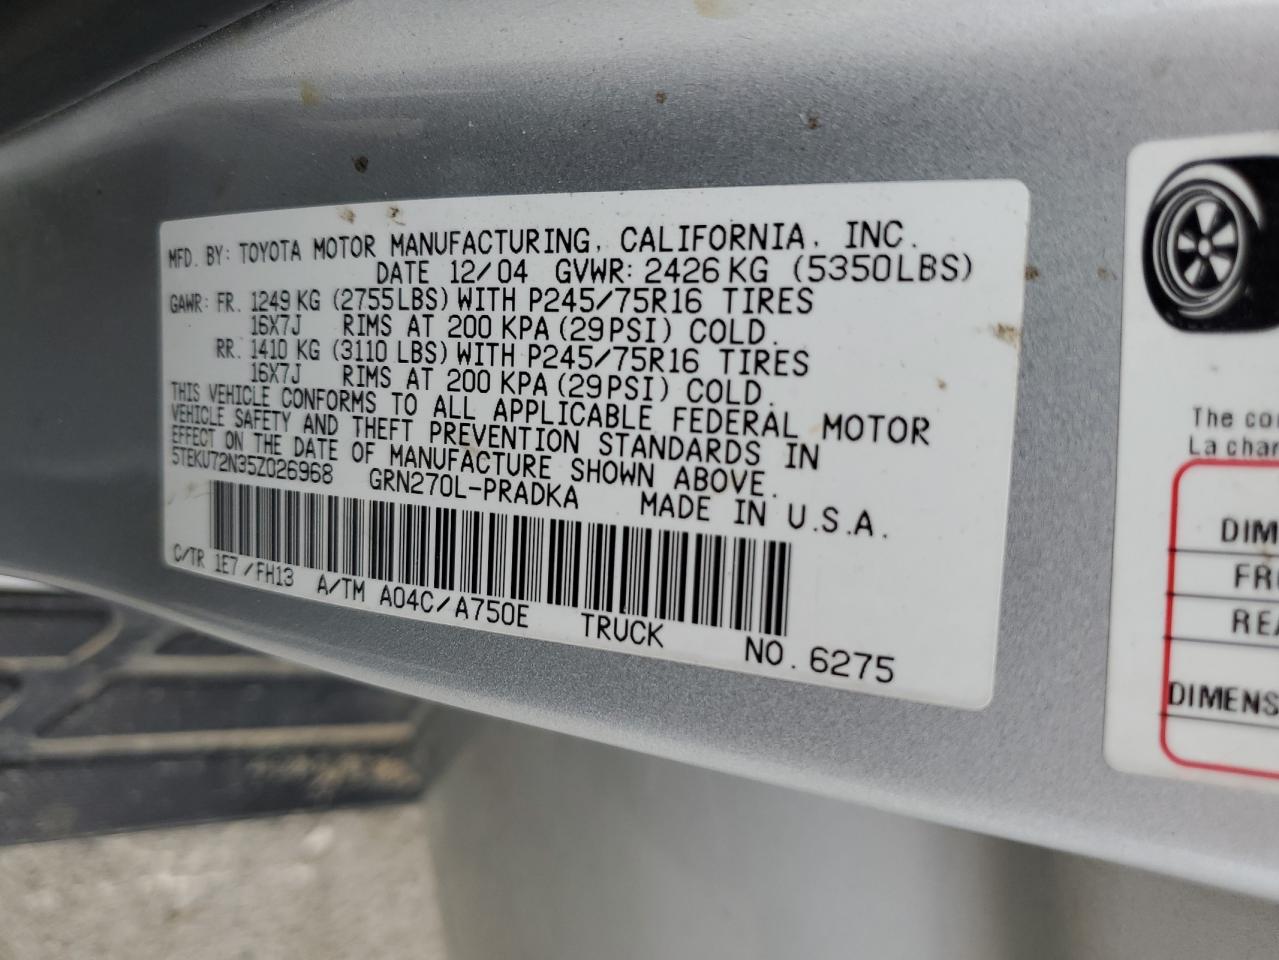 MFD. BY: TOYOTA MOTOR MANUFACTURING, CALIFORNIA, INC.
DATE 12/04 GVWR: 2426 KG (5350LBS)
GAWR: FR. 1249 KG (2755LBS) WITH P245/75R16 TIRES
16X7J RIMS AT 200 KPA (29PSI) COLD.
RR. 1410 KG (3110 LBS) WITH P245/75R16 TIRES
16X7J RIMS AT 200 KPA (29PSI) COLD.
THIS VEHICLE CONFORMS TO ALL APPLICABLE FEDERAL MOTOR
VEHICLE SAFETY AND THEFT PREVENTION STANDARDS IN
EFFECT ON THE DATE OF MANUFACTURE SHOWN ABOVE.
5TEKU72N35Z026968 GRN270L-PRADKA MADE IN U.S.A.
C/TR 1E7/FH13 A/TM A04C/A750E TRUCK NO. 6275
The co
La char
DIM
FR
REA
DIMENS